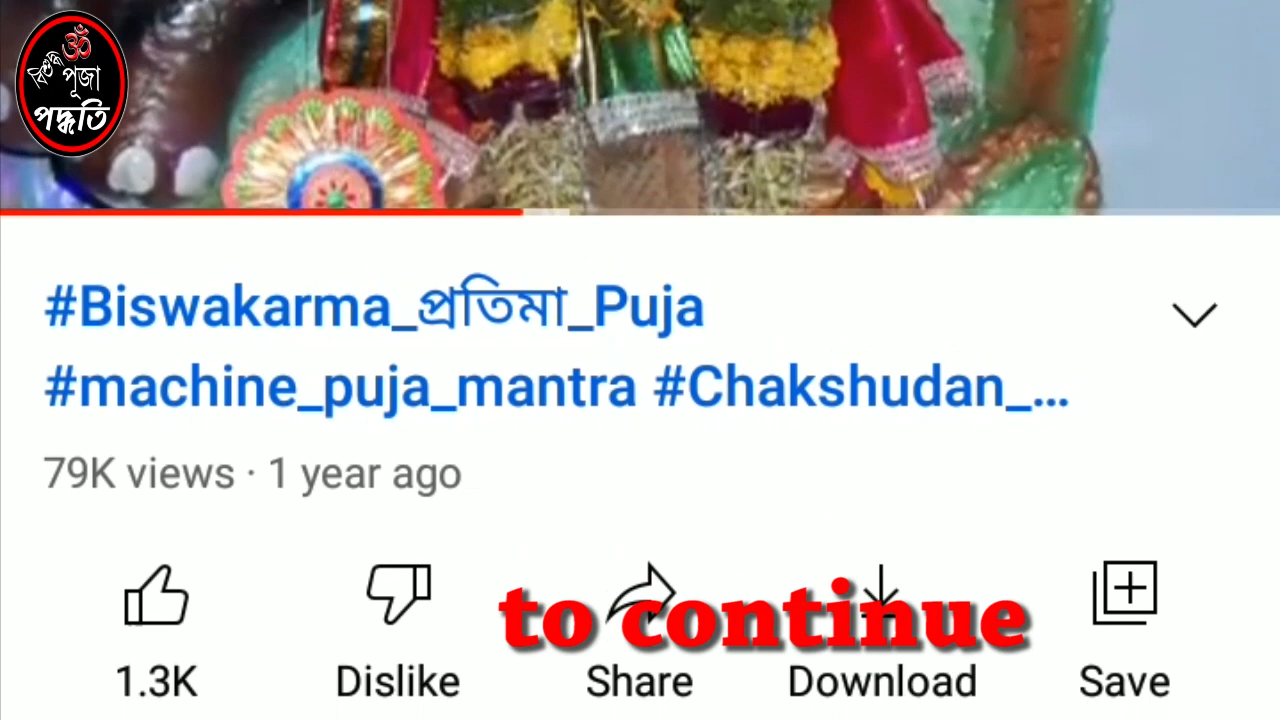 ॐ
বিশুদ্ধ
পূজা
পদ্ধতি
#Biswakarma_প্রতিমা_Puja
#machine_puja_mantra #Chakshudan_...
79K views · 1 year ago
to continue
1.3K Dislike Share Download Save